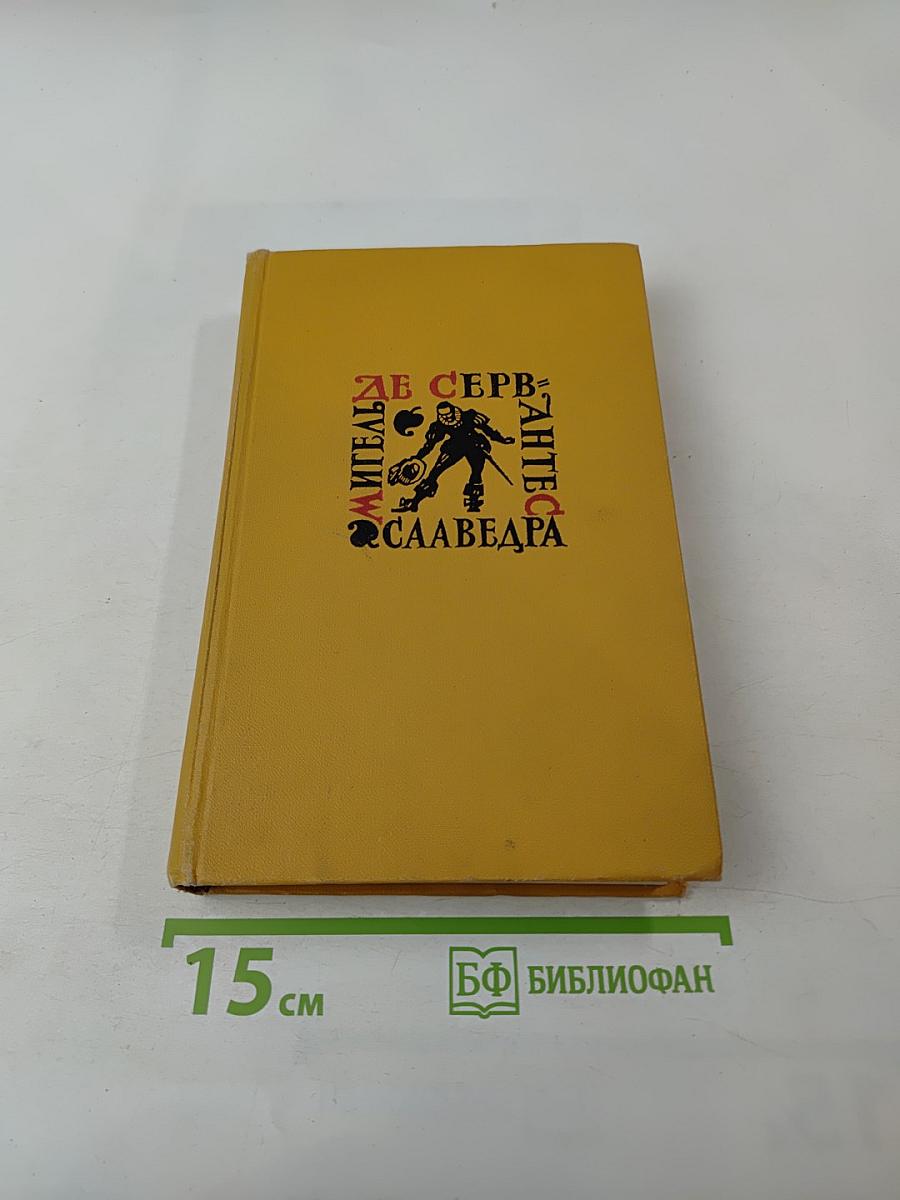 МИГЕЛЬ
ДЕ СЕРВ=
АНТЕС
СААВЕДРА
15 см
БФ БИБЛИОФАН